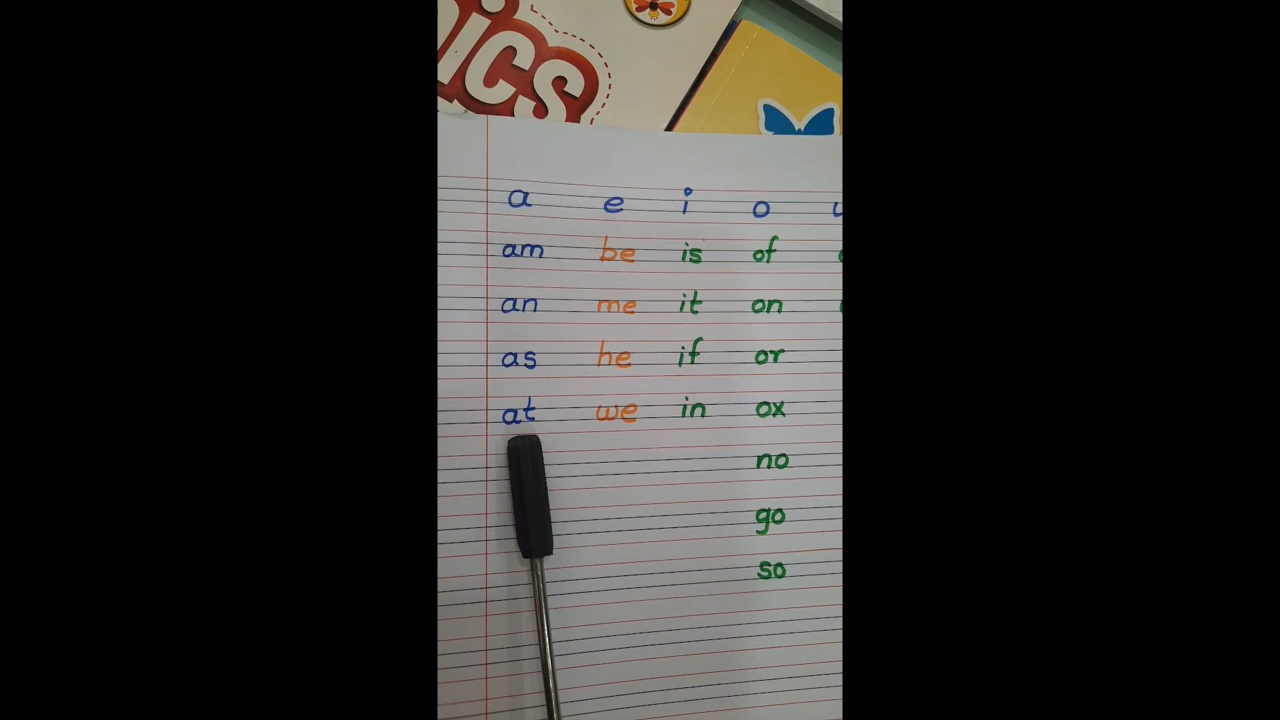 ics
a e i o
am be is of
an me it on
as he if or
at we in ox
no
go
so